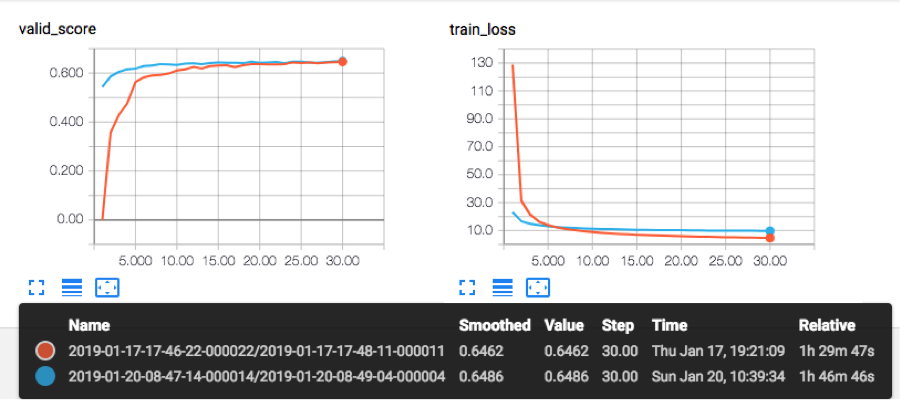 valid_score
train_loss
0.600
0.400
0.200
0.00
5.000 10.00 15.00 20.00 25.00 30.00
130
110
90.0
70.0
50.0
30.0
10.0
5.000 10.00 15.00 20.00 25.00 30.00
Name Smoothed Value Step Time Relative
2019-01-17-17-46-22-000022/2019-01-17-17-48-11-000011 0.6462 0.6462 30.00 Thu Jan 17, 19:21:09 1h 29m 47s
2019-01-20-08-47-14-000014/2019-01-20-08-49-04-000004 0.6486 0.6486 30.00 Sun Jan 20, 10:39:34 1h 46m 46s